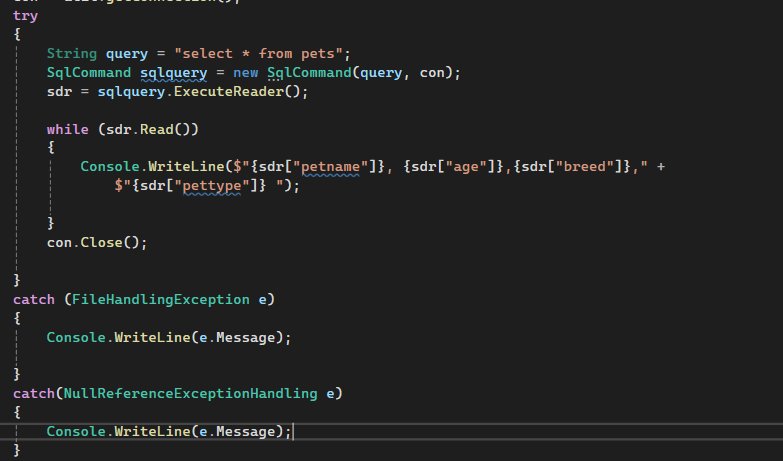 try
{
    String query = "select * from pets";
    SqlCommand sqlquery = new SqlCommand(query, con);
    sdr = sqlquery.ExecuteReader();
    while (sdr.Read())
    {
        Console.WriteLine($"{sdr["petname"]}, {sdr["age"]},{sdr["breed"]}," +
            $"{sdr["pettype"]} ");
    }
    con.Close();
}
catch (FileHandlingException e)
{
    Console.WriteLine(e.Message);
}
catch(NullReferenceExceptionHandling e)
{
    Console.WriteLine(e.Message);
}